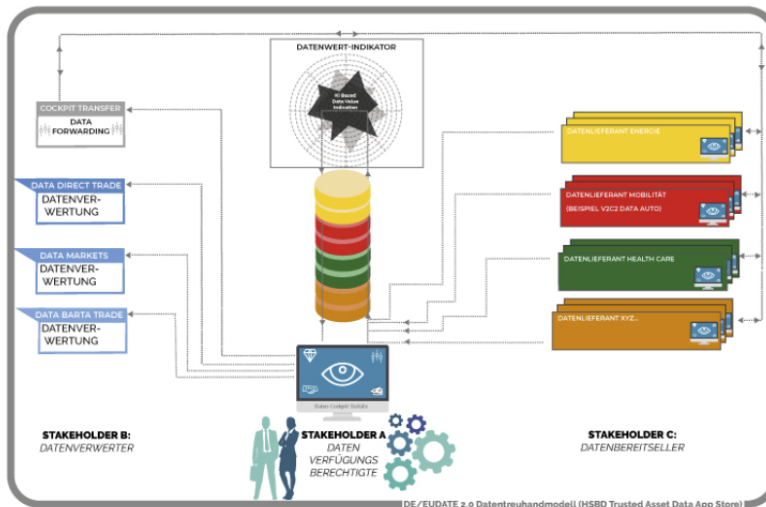 DATENWERT-INDIKATOR
KI Based
Data Value
Indication
COCKPIT TRANSFER
DATA
FORWARDING
DATA DIRECT TRADE
DATENVER-
WERTUNG
DATA MARKETS
DATENVER-
WERTUNG
DATA BARTA TRADE
DATENVER-
WERTUNG
DATENLIEFERANT ENERGIE
DATENLIEFERANT MOBILITÄT
(BEISPIEL V2C2 DATA AUTO)
DATENLIEFERANT HEALTH CARE
DATENLIEFERANT XYZ...
STAKEHOLDER B:
DATENVERWERTER
STAKEHOLDER A
DATEN
VERFÜGUNGS
BERECHTIGTE
STAKEHOLDER C:
DATENBEREITSELLER
DE/EUDATE 2.0 Datentreuhandmodell (HSBD Trusted Asset Data App Store)